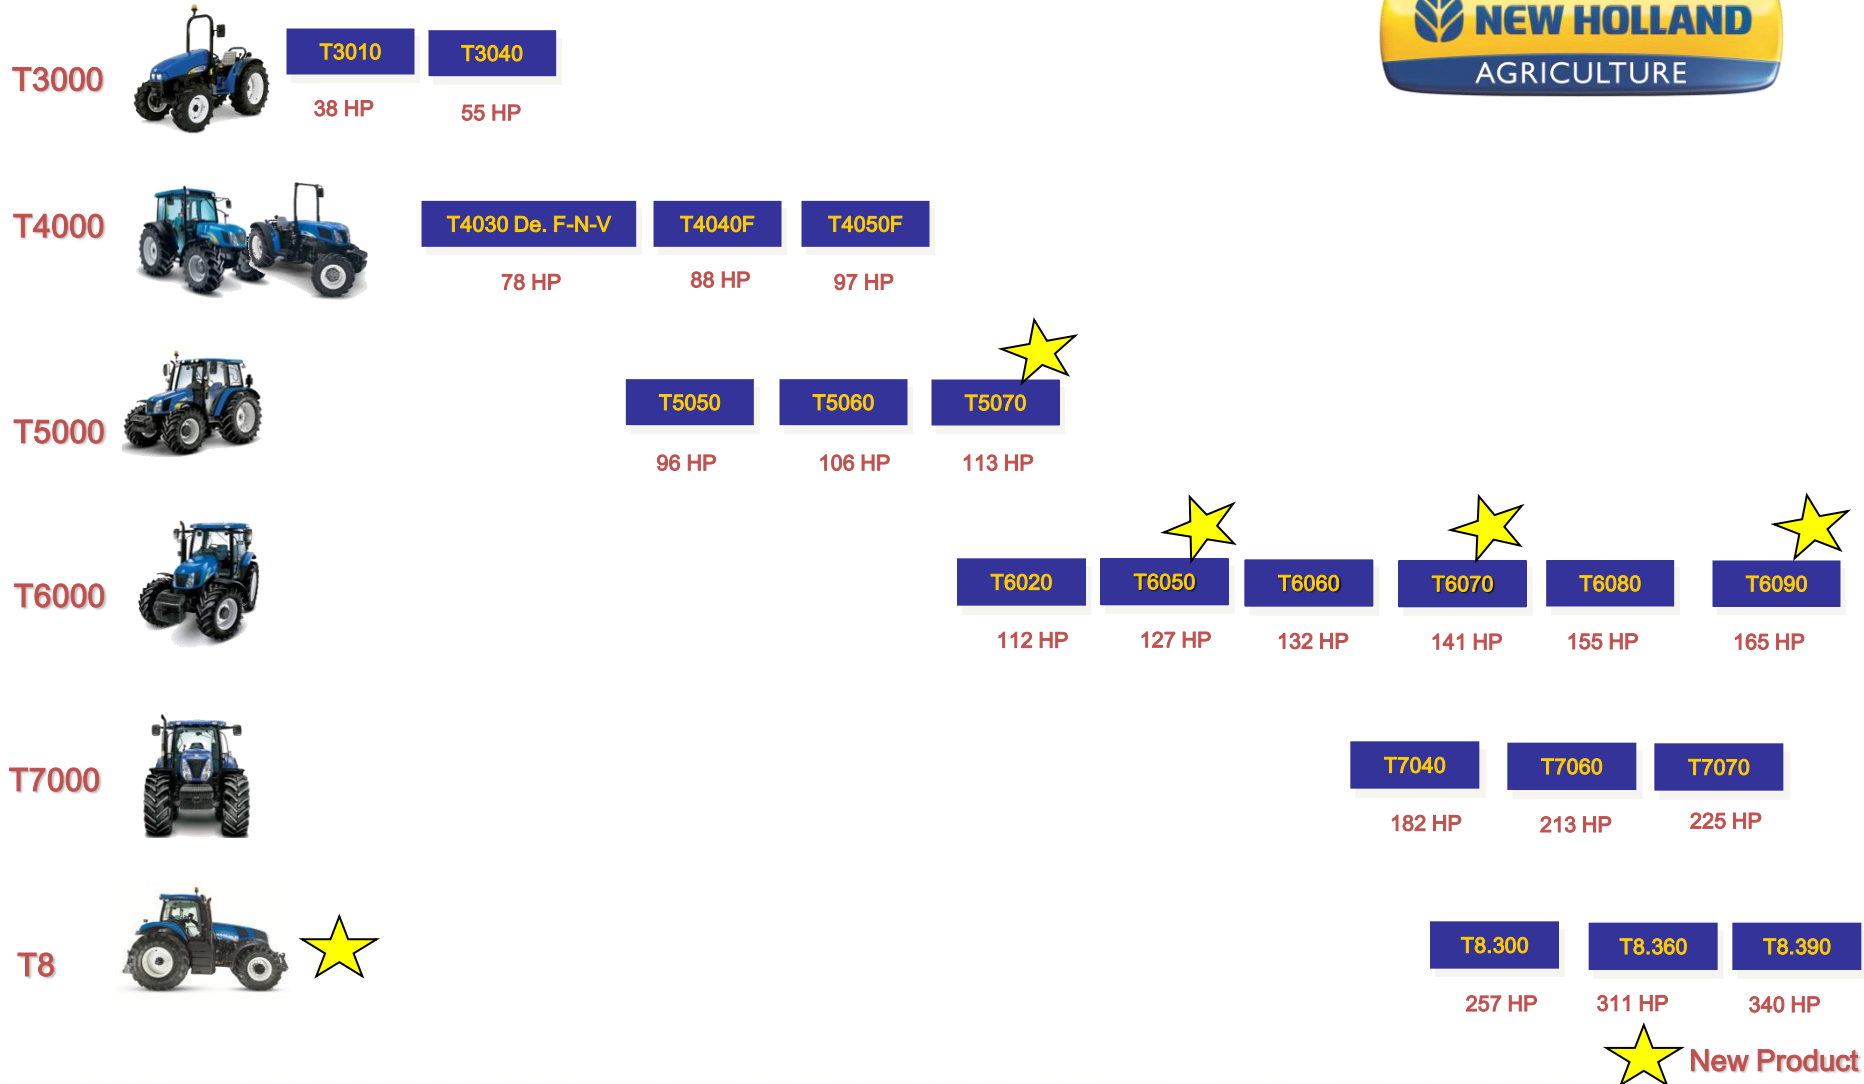 NEW HOLLAND
AGRICULTURE
T3000
T3010
T3040
38 HP
55 HP
T4000
T4030 De. F-N-V
T4040F
T4050F
78 HP
88 HP
97 HP
T5000
T5050
T5060
T5070
96 HP
106 HP
113 HP
T6000
T6020
T6050
T6060
T6070
T6080
T6090
112 HP
127 HP
132 HP
141 HP
155 HP
165 HP
T7000
T7040
T7060
T7070
182 HP
213 HP
225 HP
T8
T8.300
T8.360
T8.390
257 HP
311 HP
340 HP
New Product